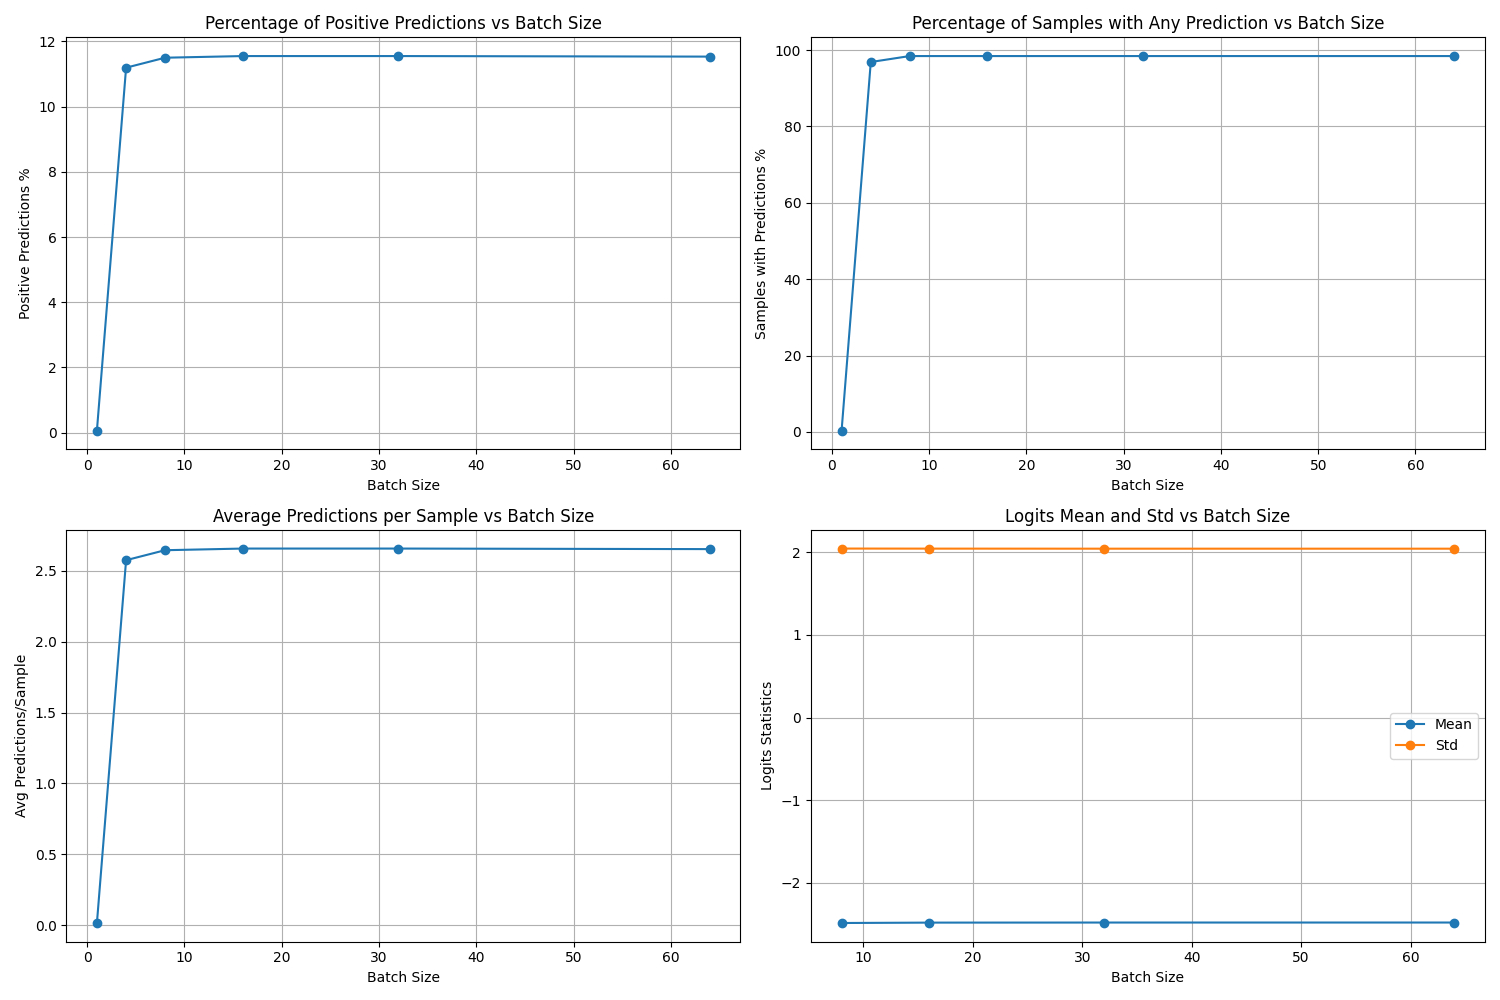 Percentage of Positive Predictions vs Batch Size
Positive Predictions %
12
10
8
6
4
2
0
0 10 20 30 40 50 60
Batch Size
Percentage of Samples with Any Prediction vs Batch Size
Samples with Predictions %
100
80
60
40
20
0
0 10 20 30 40 50 60
Batch Size
Average Predictions per Sample vs Batch Size
Avg Predictions/Sample
2.5
2.0
1.5
1.0
0.5
0.0
0 10 20 30 40 50 60
Batch Size
Logits Mean and Std vs Batch Size
Logits Statistics
2
1
0
−1
−2
Mean
Std
10 20 30 40 50 60
Batch Size